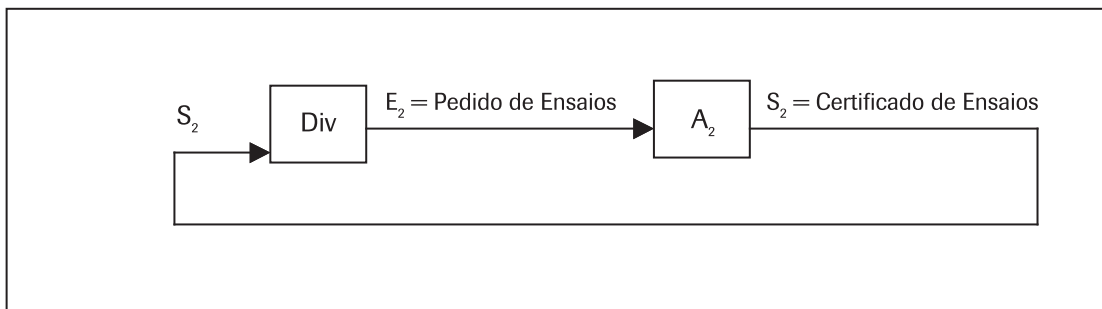 S₂
Div
E₂ = Pedido de Ensaios
A₂
S₂ = Certificado de Ensaios